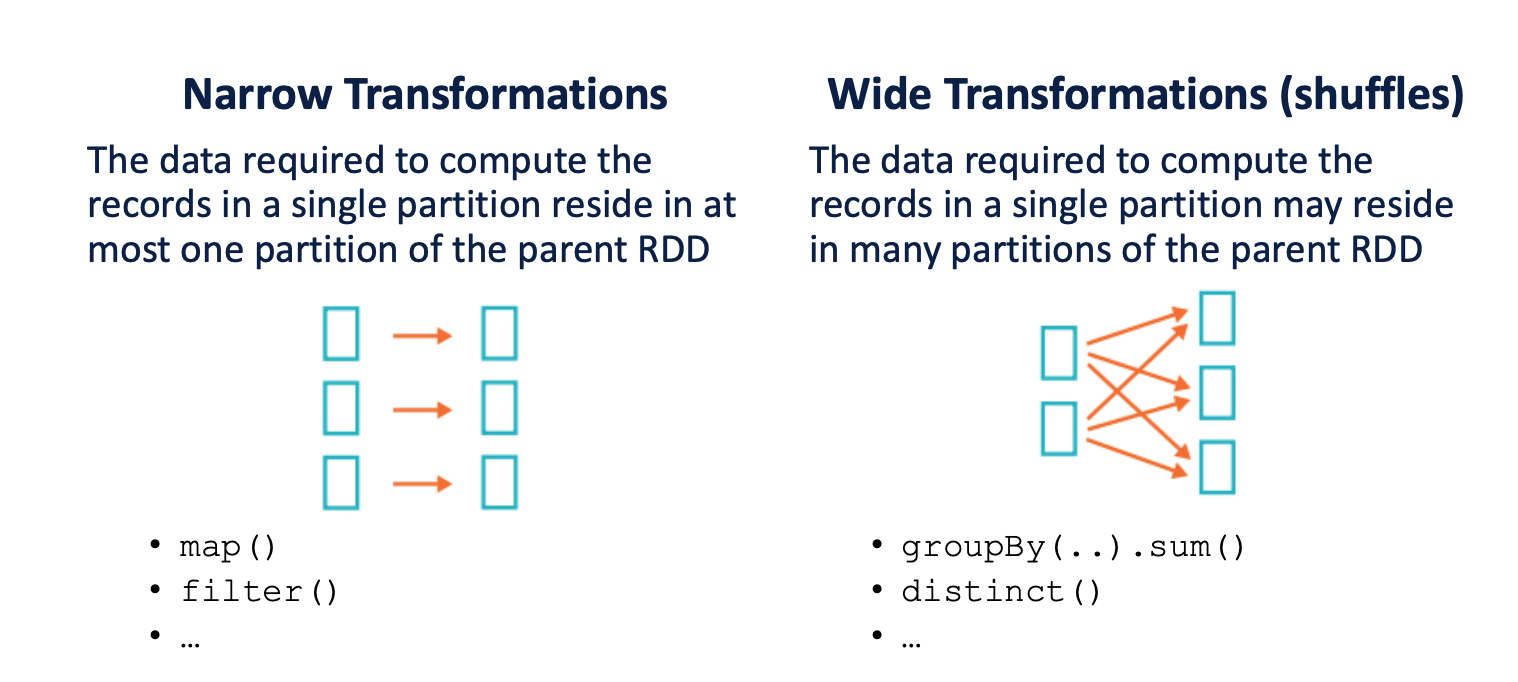 Narrow Transformations
The data required to compute the
records in a single partition reside in at
most one partition of the parent RDD
• map()
• filter()
• …
Wide Transformations (shuffles)
The data required to compute the
records in a single partition may reside
in many partitions of the parent RDD
• groupBy(..).sum()
• distinct()
• …